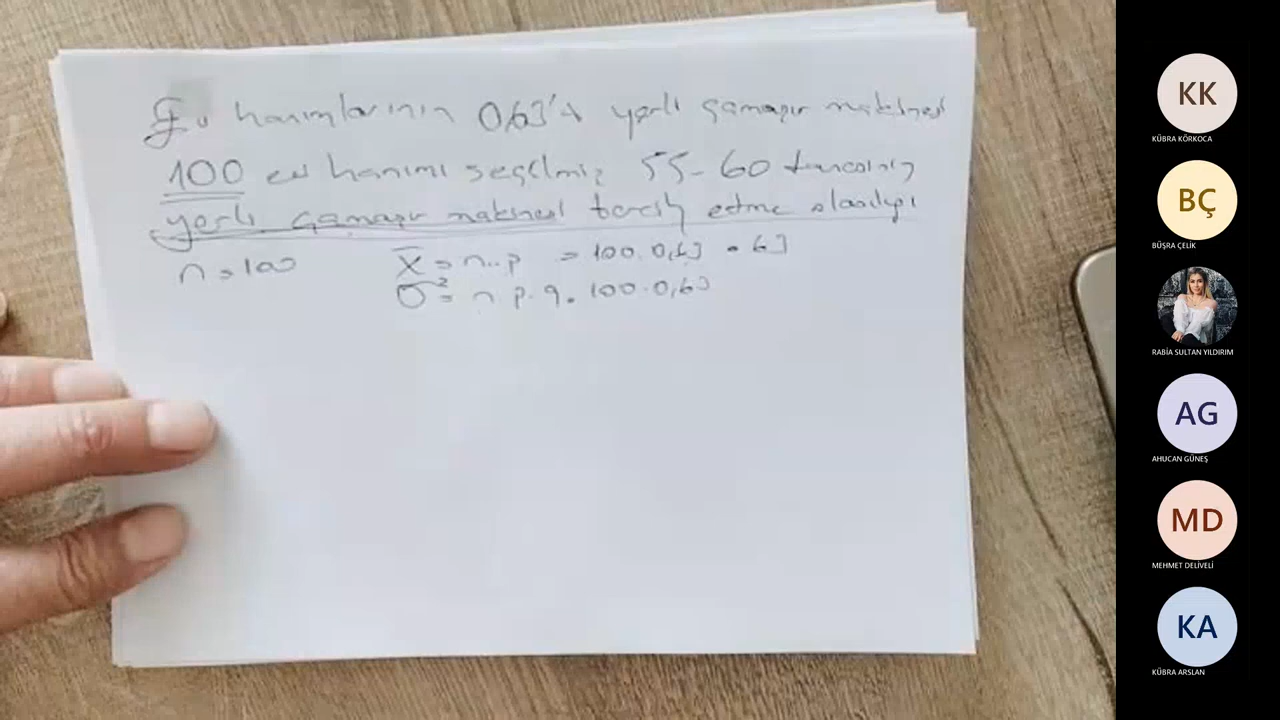 Ev hanımlarının 0,63'ü yerli çamaşır makinesi
100 ev hanımı seçilmiş 55-60 tanesinin
yerli çamaşır makinesi tercih etme olasılığı
n = 100
X̄ = n.p = 100.0,63 = 63
σ² = n.p.q = 100.0,63
KK
KÜBRA KÖRKOCA
BÇ
BÜŞRA ÇELİK
RABİA SULTAN YILDIRIM
AG
AHUCAN GÜNEŞ
MD
MEHMET DELİVELİ
KA
KÜBRA ARSLAN